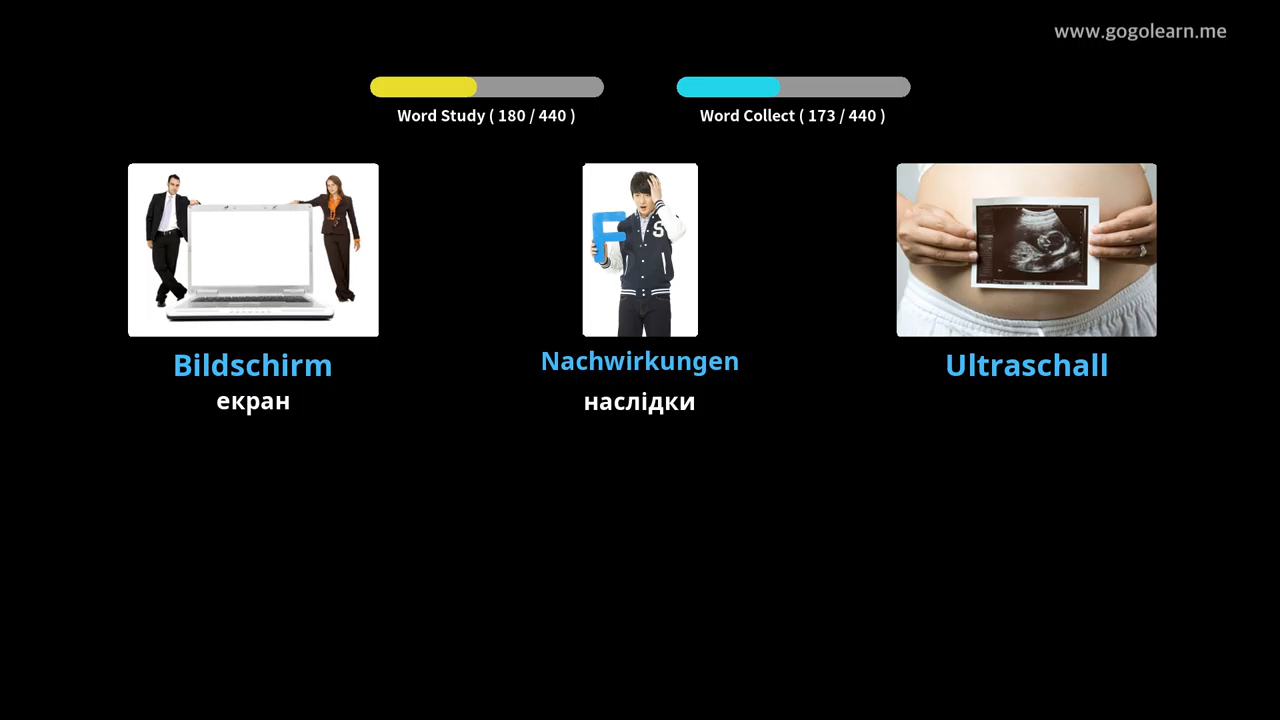 www.gogolearn.me
Word Study ( 180 / 440 )
Word Collect ( 173 / 440 )
F
S
Bildschirm
екран
Nachwirkungen
наслідки
Ultraschall